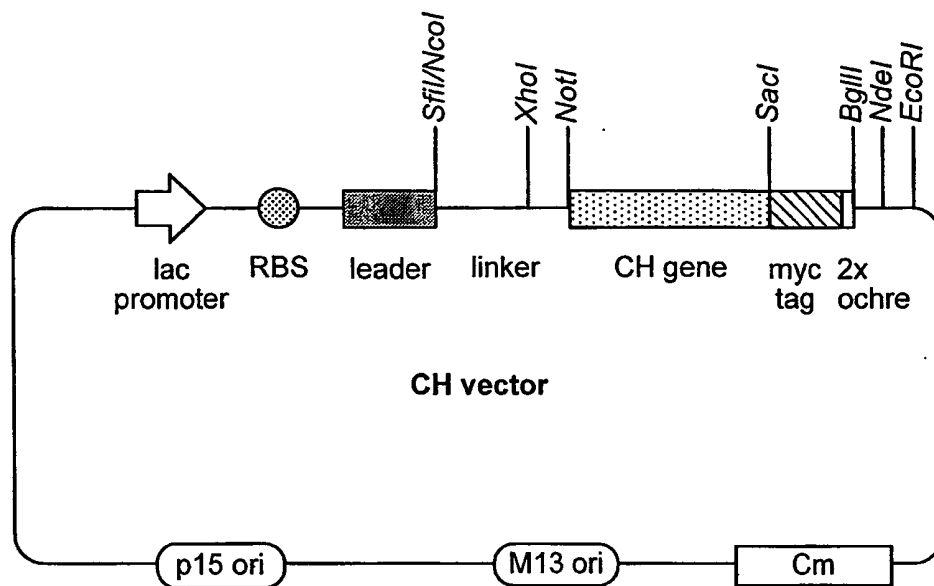 SfiI/NcoI
XhoI
NotI
SacI
BglII
NdeI
EcoRI
lac
promoter
RBS
leader
linker
CH gene
myc
tag
2x
ochre
CH vector
p15 ori
M13 ori
Cm